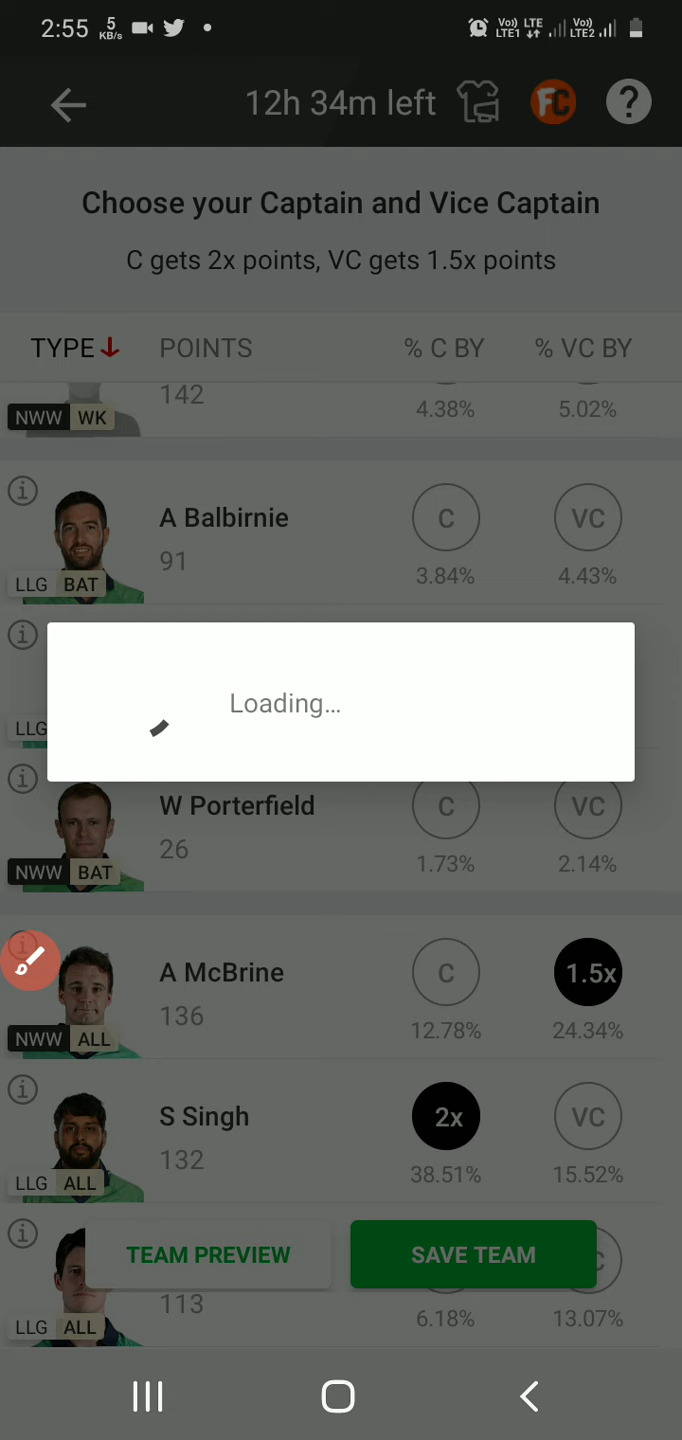 2:55 5 KB/s Vo) LTE LTE1 Vo) LTE2
12h 34m left FC ?
Choose your Captain and Vice Captain
C gets 2x points, VC gets 1.5x points
TYPE POINTS % C BY % VC BY
142
NWW WK 4.38% 5.02%
i
A Balbirnie C VC
91
LLG BAT 3.84% 4.43%
i
Loading...
LLG
i
W Porterfield C VC
26
NWW BAT 1.73% 2.14%
i
A McBrine C 1.5x
136
NWW ALL 12.78% 24.34%
i
S Singh 2x VC
132
LLG ALL 38.51% 15.52%
i
TEAM PREVIEW SAVE TEAM
113
LLG ALL 6.18% 13.07%